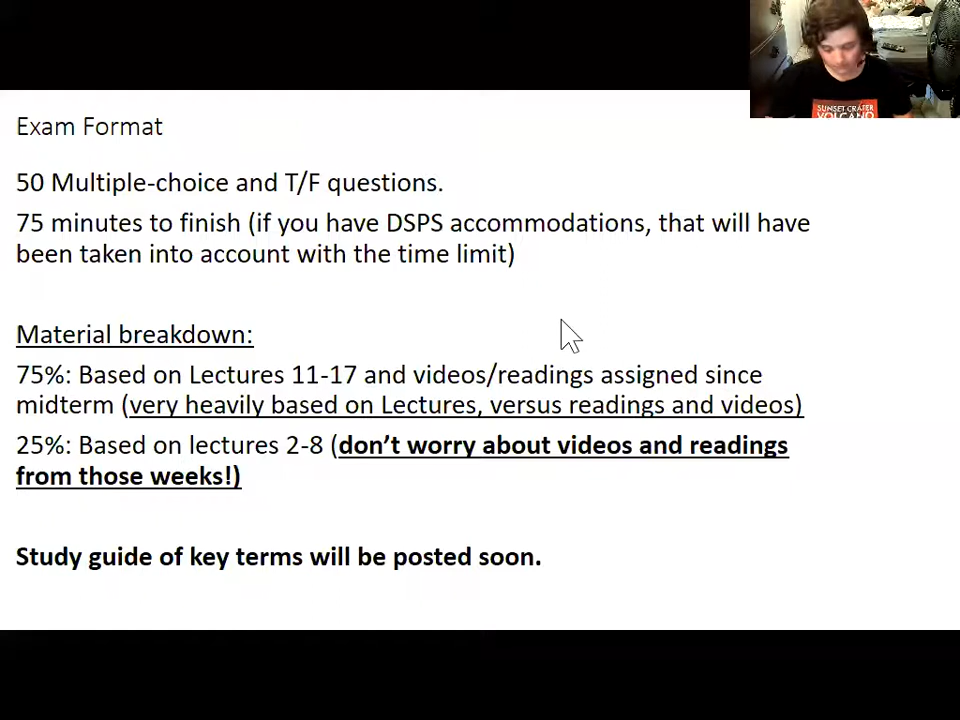 SUNSET CRATER
VOLCANO
Exam Format
50 Multiple-choice and T/F questions.
75 minutes to finish (if you have DSPS accommodations, that will have
been taken into account with the time limit)
Material breakdown:
75%: Based on Lectures 11-17 and videos/readings assigned since
midterm (very heavily based on Lectures, versus readings and videos)
25%: Based on lectures 2-8 (don’t worry about videos and readings
from those weeks!)
Study guide of key terms will be posted soon.